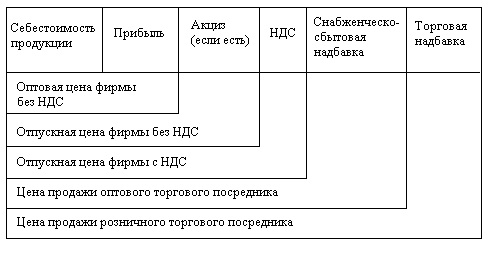 Себестоимость
продукции
Прибыль
Акциз
(если есть)
НДС
Снабженческо-
сбытовая
надбавка
Торговая
надбавка
Оптовая цена фирмы
без НДС
Отпускная цена фирмы без НДС
Отпускная цена фирмы с НДС
Цена продажи оптового торгового посредника
Цена продажи розничного торгового посредника